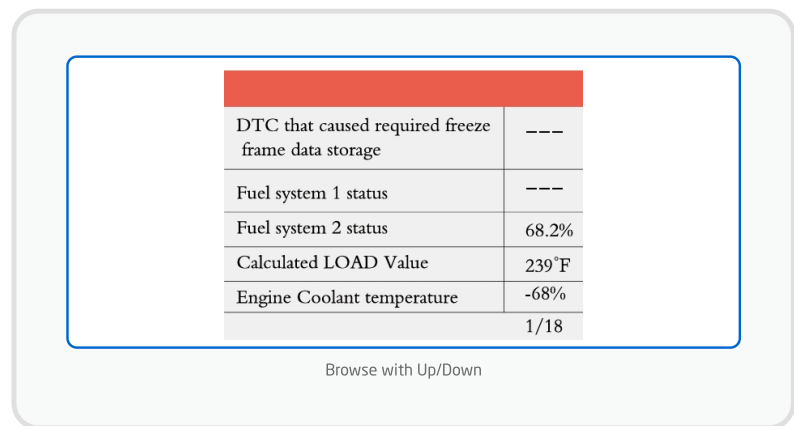 DTC that caused required freeze ---
frame data storage
Fuel system 1 status ---
Fuel system 2 status 68.2%
Calculated LOAD Value 239°F
Engine Coolant temperature -68%
1/18
Browse with Up/Down